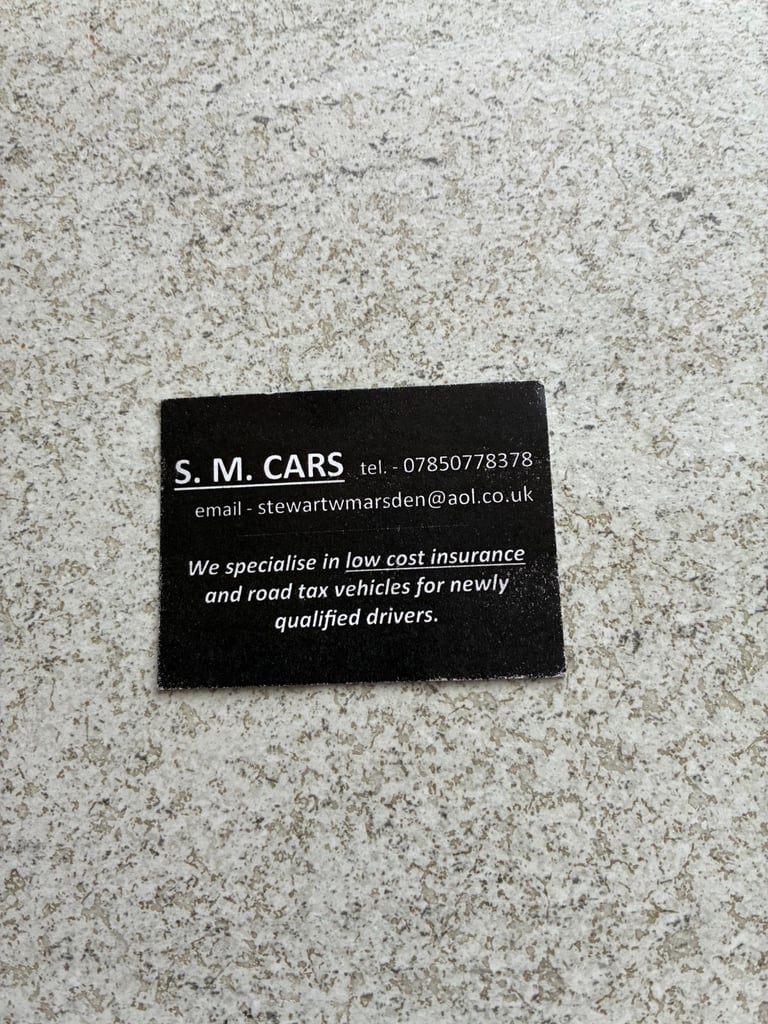 S. M. CARS tel. - 07850778378
email - stewartwmarsden@aol.co.uk
We specialise in low cost insurance
and road tax vehicles for newly
qualified drivers.